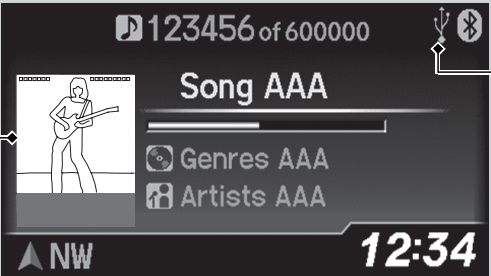 123456 of 600000
Song AAA
Genres AAA
Artists AAA
NW
12:34